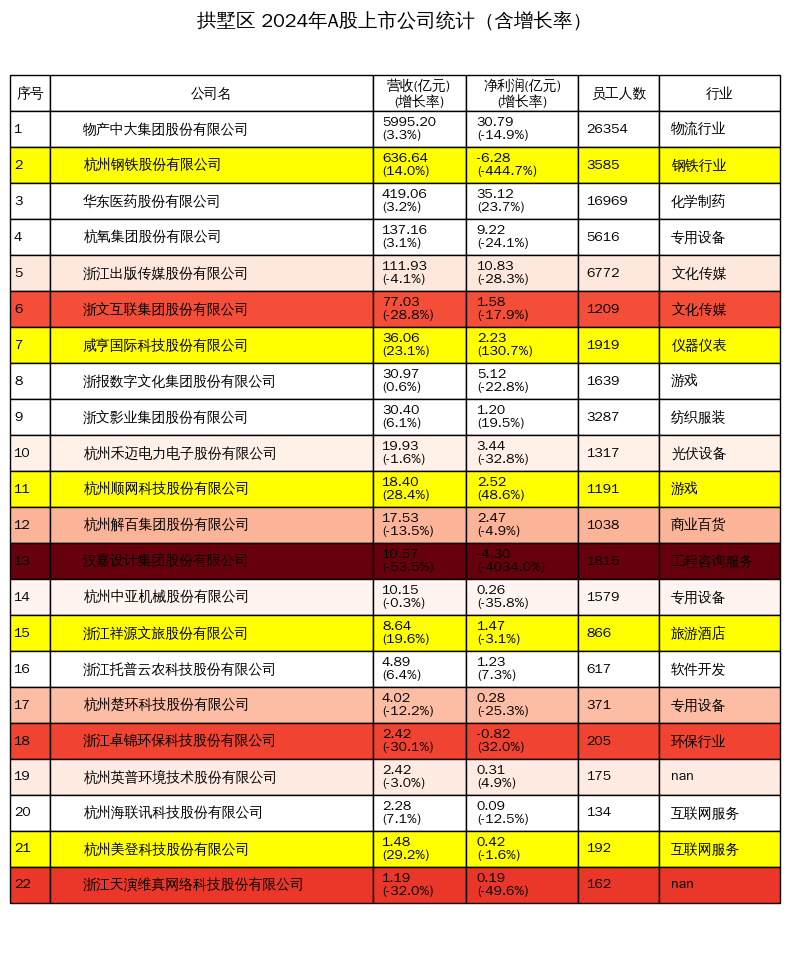 拱墅区 2024年A股上市公司统计（含增长率）
序号 公司名 营收(亿元) (增长率) 净利润(亿元) (增长率) 员工人数 行业
1 物产中大集团股份有限公司 5995.20 (3.3%) 30.79 (-14.9%) 26354 物流行业
2 杭州钢铁股份有限公司 636.64 (14.0%) -6.28 (-444.7%) 3585 钢铁行业
3 华东医药股份有限公司 419.06 (3.2%) 35.12 (23.7%) 16969 化学制药
4 杭氧集团股份有限公司 137.16 (3.1%) 9.22 (-24.1%) 5616 专用设备
5 浙江出版传媒股份有限公司 111.93 (-4.1%) 10.83 (-28.3%) 6772 文化传媒
6 浙文互联集团股份有限公司 77.03 (-28.8%) 1.58 (-17.9%) 1209 文化传媒
7 咸亨国际科技股份有限公司 36.06 (23.1%) 2.23 (130.7%) 1919 仪器仪表
8 浙报数字文化集团股份有限公司 30.97 (0.6%) 5.12 (-22.8%) 1639 游戏
9 浙文影业集团股份有限公司 30.40 (6.1%) 1.20 (19.5%) 3287 纺织服装
10 杭州禾迈电力电子股份有限公司 19.93 (-1.6%) 3.44 (-32.8%) 1317 光伏设备
11 杭州顺网科技股份有限公司 18.40 (28.4%) 2.52 (48.6%) 1191 游戏
12 杭州解百集团股份有限公司 17.53 (-13.5%) 2.47 (-4.9%) 1038 商业百货
13 汉嘉设计集团股份有限公司 10.57 (-53.5%) -4.30 (-4034.0%) 1815 工程咨询服务
14 杭州中亚机械股份有限公司 10.15 (-0.3%) 0.26 (-35.8%) 1579 专用设备
15 浙江祥源文旅股份有限公司 8.64 (19.6%) 1.47 (-3.1%) 866 旅游酒店
16 浙江托普云农科技股份有限公司 4.89 (6.4%) 1.23 (7.3%) 617 软件开发
17 杭州楚环科技股份有限公司 4.02 (-12.2%) 0.28 (-25.3%) 371 专用设备
18 浙江卓锦环保科技股份有限公司 2.42 (-30.1%) -0.82 (32.0%) 205 环保行业
19 杭州英普环境技术股份有限公司 2.42 (-3.0%) 0.31 (4.9%) 175 nan
20 杭州海联讯科技股份有限公司 2.28 (7.1%) 0.09 (-12.5%) 134 互联网服务
21 杭州美登科技股份有限公司 1.48 (29.2%) 0.42 (-1.6%) 192 互联网服务
22 浙江天演维真网络科技股份有限公司 1.19 (-32.0%) 0.19 (-49.6%) 162 nan